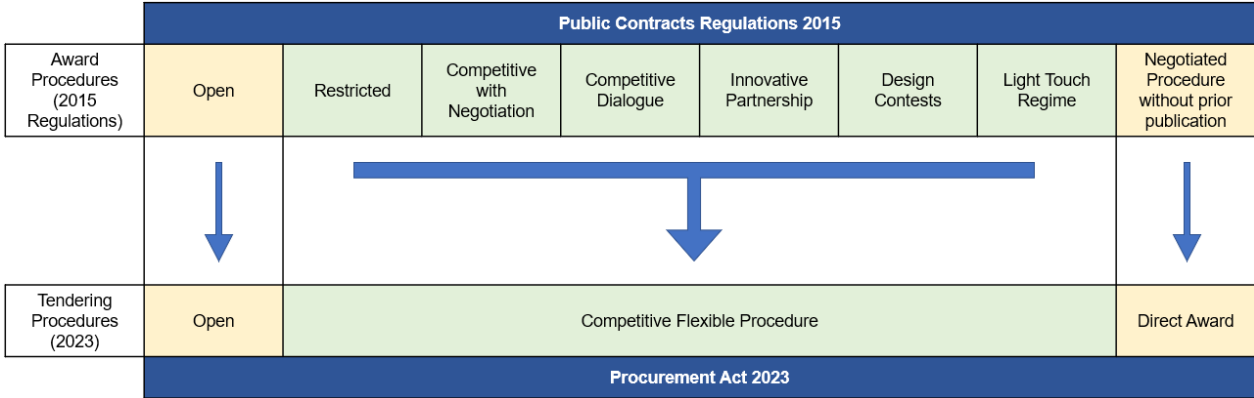 Public Contracts Regulations 2015
Award
Procedures
(2015
Regulations)
Open
Restricted
Competitive
with
Negotiation
Competitive
Dialogue
Innovative
Partnership
Design
Contests
Light Touch
Regime
Negotiated
Procedure
without prior
publication
Tendering
Procedures
(2023)
Open
Competitive Flexible Procedure
Direct Award
Procurement Act 2023